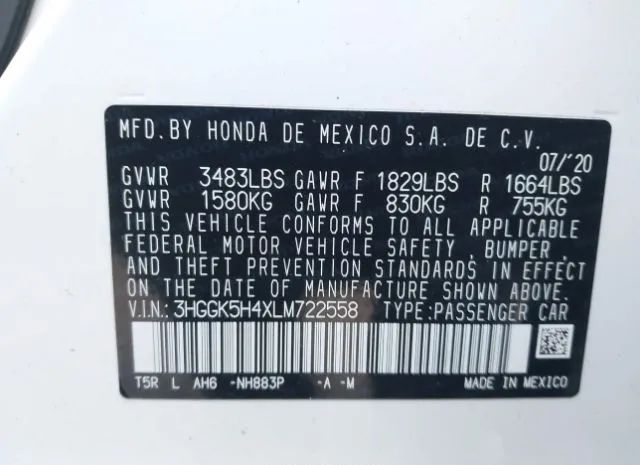 MFD.BY HONDA DE MEXICO S.A. DE C.V.
07/'20
GVWR 3483LBS GAWR F 1829LBS R 1664LBS
GVWR 1580KG GAWR F 830KG R 755KG
THIS VEHICLE CONFORMS TO ALL APPLICABLE
FEDERAL MOTOR VEHICLE SAFETY , BUMPER ,
AND THEFT PREVENTION STANDARDS IN EFFECT
ON THE DATE OF MANUFACTURE SHOWN ABOVE.
V.I.N.:3HGGK5H4XLM722558 TYPE:PASSENGER CAR
T5R L AH6 -NH883P -A -M MADE IN MEXICO